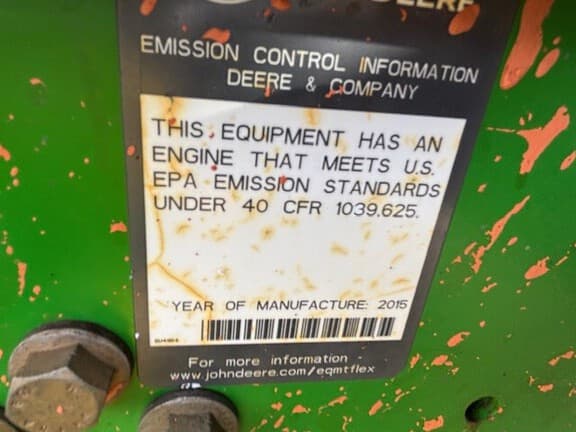 DEERE
EMISSION CONTROL INFORMATION
DEERE & COMPANY
THIS EQUIPMENT HAS AN
ENGINE THAT MEETS U.S.
EPA EMISSION STANDARDS
UNDER 40 CFR 1039.625.
YEAR OF MANUFACTURE: 2015
For more information -
www.johndeere.com/eqmtflex